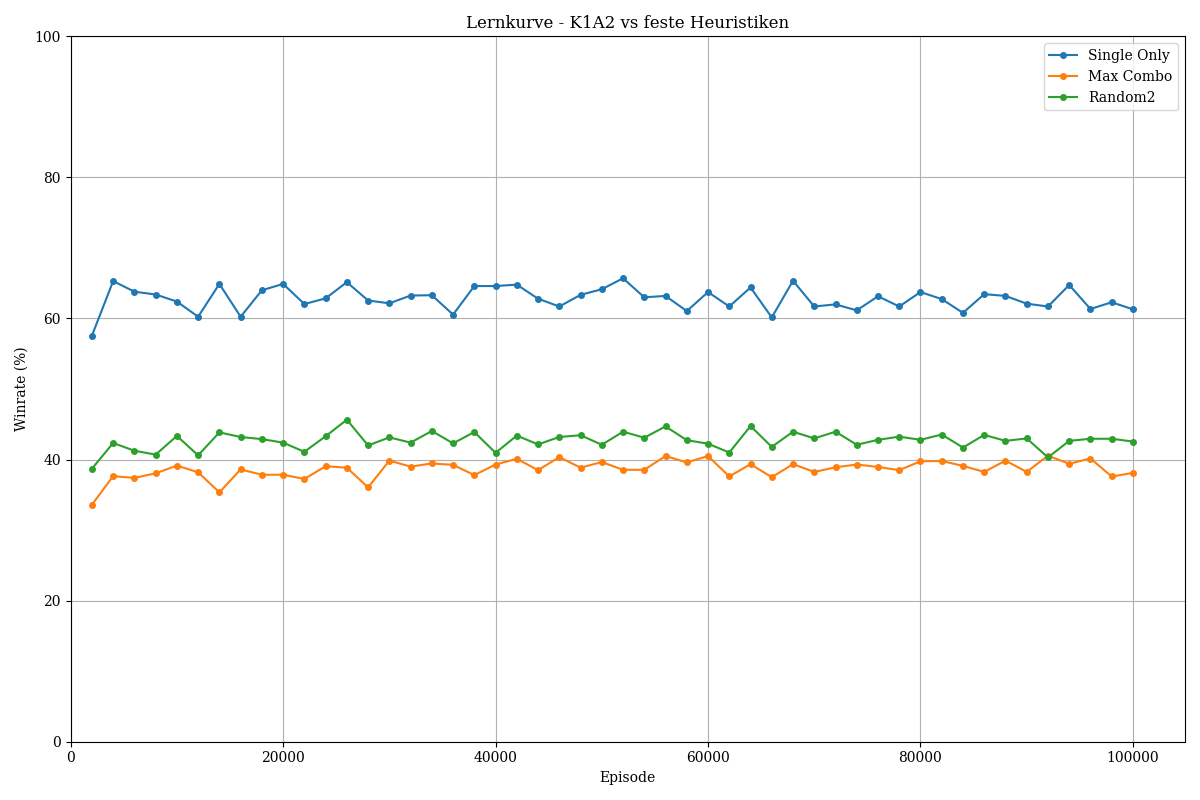 Lernkurve - K1A2 vs feste Heuristiken
100
80
60
40
20
0
Winrate (%)
Single Only
Max Combo
Random2
0 20000 40000 60000 80000 100000
Episode